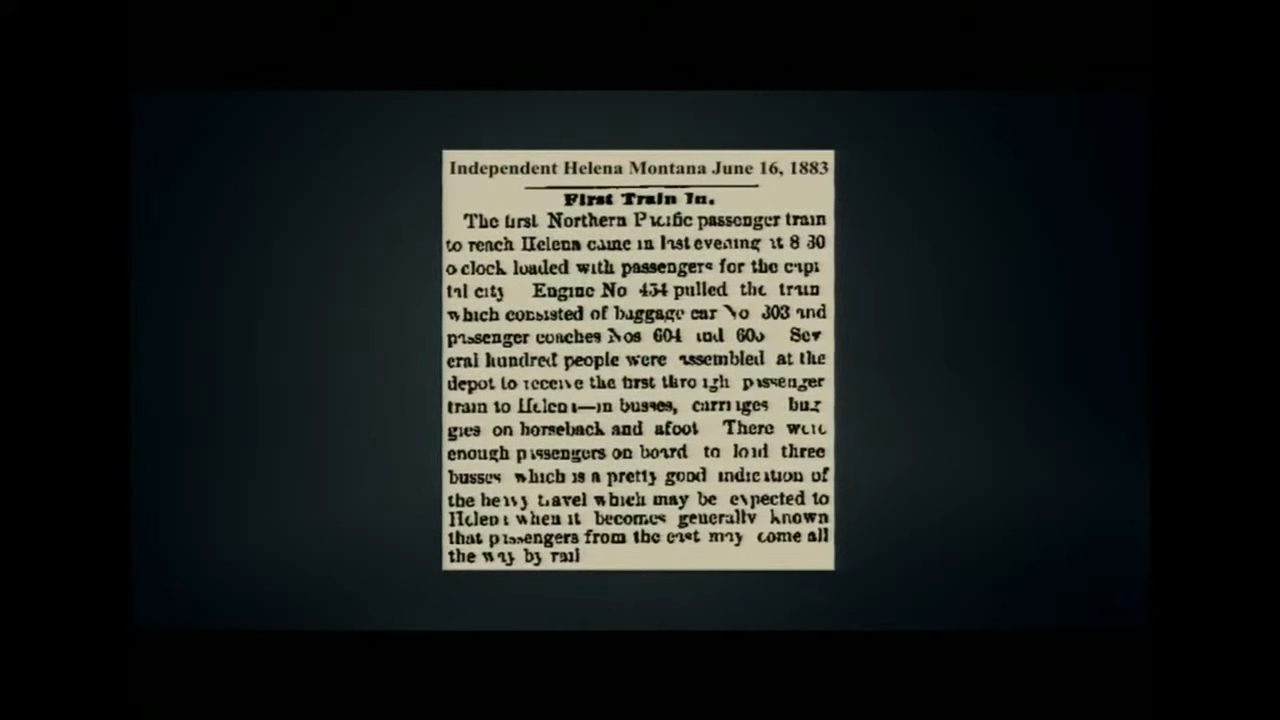 Independent Helena Montana June 16, 1883
First Train In.
The first Northern Pacific passenger train
to reach Helena came in last evening at 8 30
o clock loaded with passengers for the capi
tal city Engine No 454 pulled the train
which consisted of baggage car No 303 and
passenger coaches Nos 604 and 605 Sev
eral hundred people were assembled at the
depot to receive the first through passenger
train to Helena—in busses, carriages bug
gies on horseback and afoot There were
enough passengers on board to load three
busses which is a pretty good indication of
the heavy travel which may be expected to
Helena when it becomes generally known
that passengers from the east may come all
the way by rail